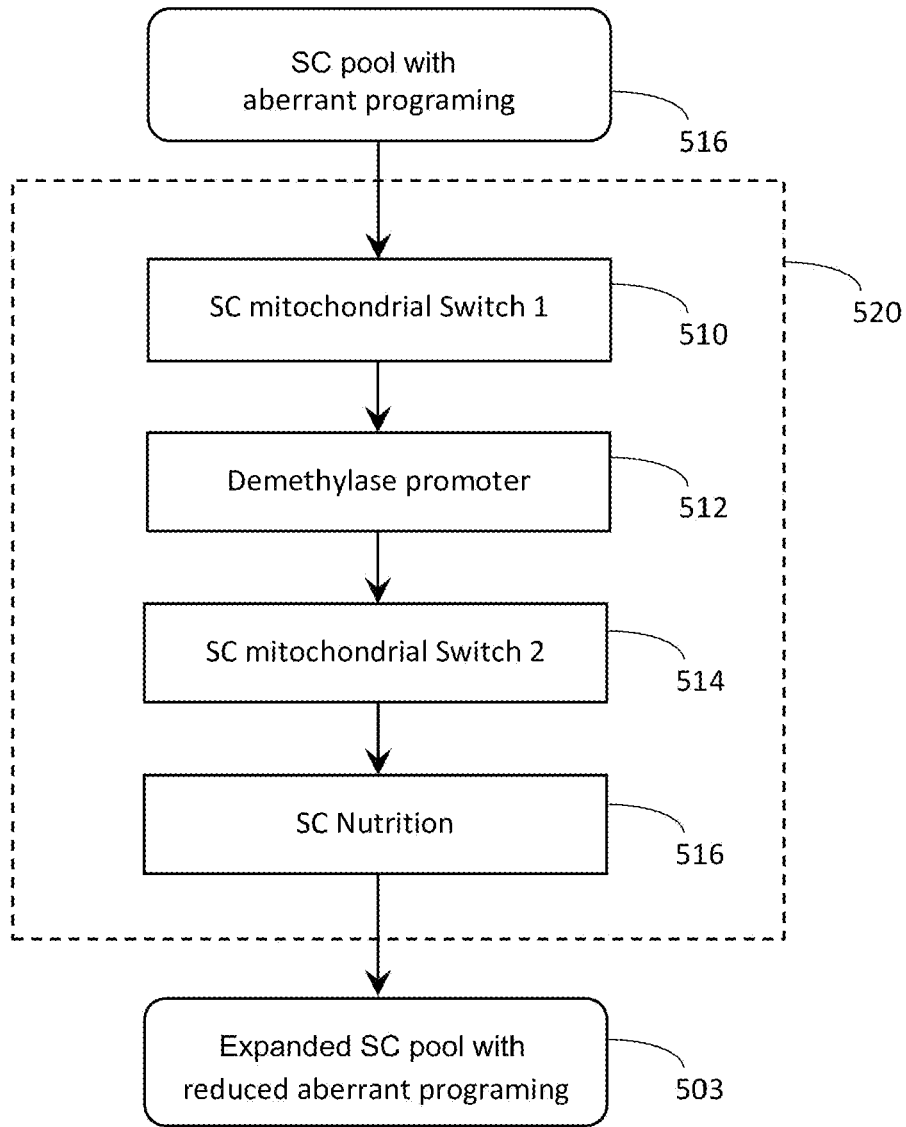 SC pool with
aberrant programing
516
520
SC mitochondrial Switch 1
510
Demethylase promoter
512
SC mitochondrial Switch 2
514
SC Nutrition
516
Expanded SC pool with
reduced aberrant programing
503